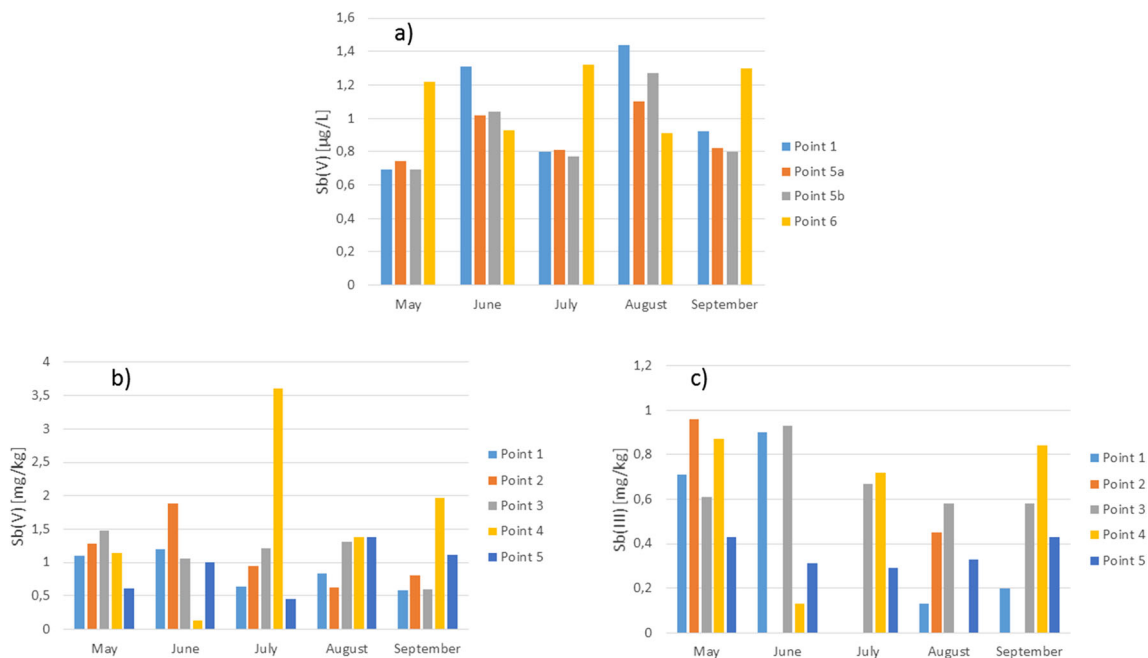 a)
Sb(V) [µg/L]
1,6
1,4
1,2
1
0,8
0,6
0,4
0,2
0
May June July August September
Point 1
Point 5a
Point 5b
Point 6
b)
Sb(V) [mg/kg]
4
3,5
3
2,5
2
1,5
1
0,5
0
May June July August September
Point 1
Point 2
Point 3
Point 4
Point 5
c)
Sb(III) [mg/kg]
1,2
1
0,8
0,6
0,4
0,2
0
May June July August September
Point 1
Point 2
Point 3
Point 4
Point 5